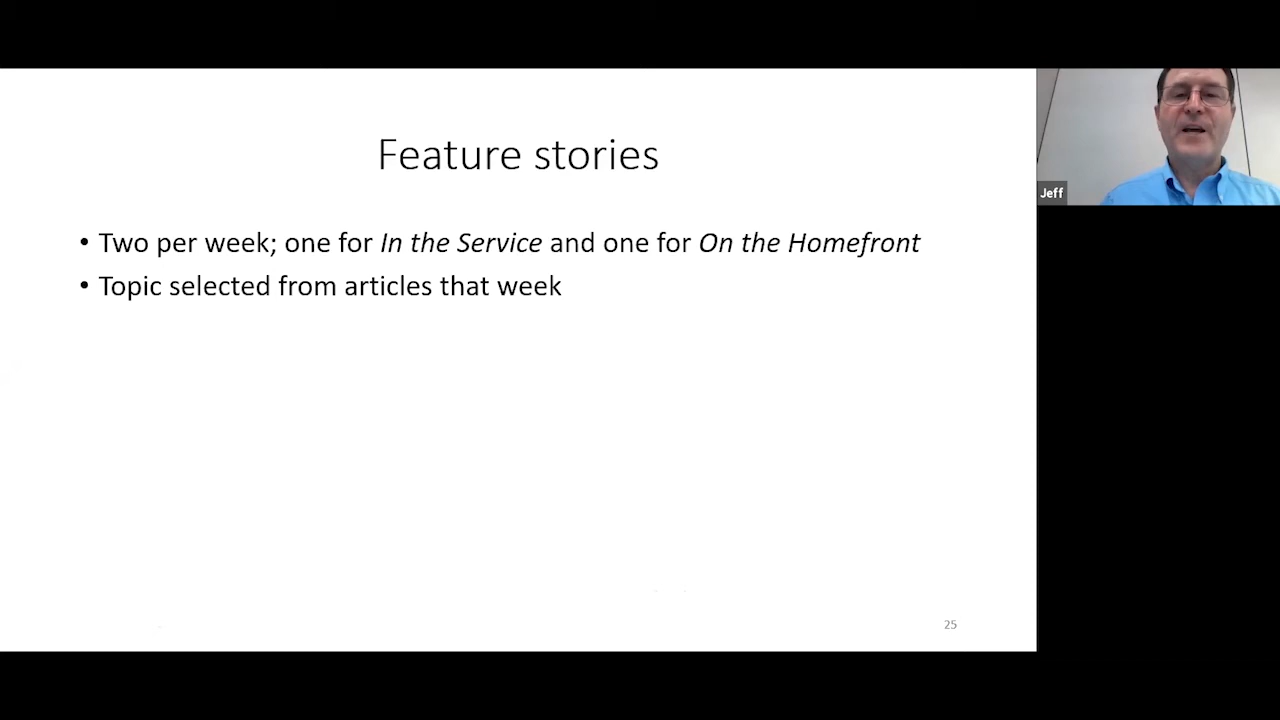 Feature stories
• Two per week; one for In the Service and one for On the Homefront
• Topic selected from articles that week
25
Jeff